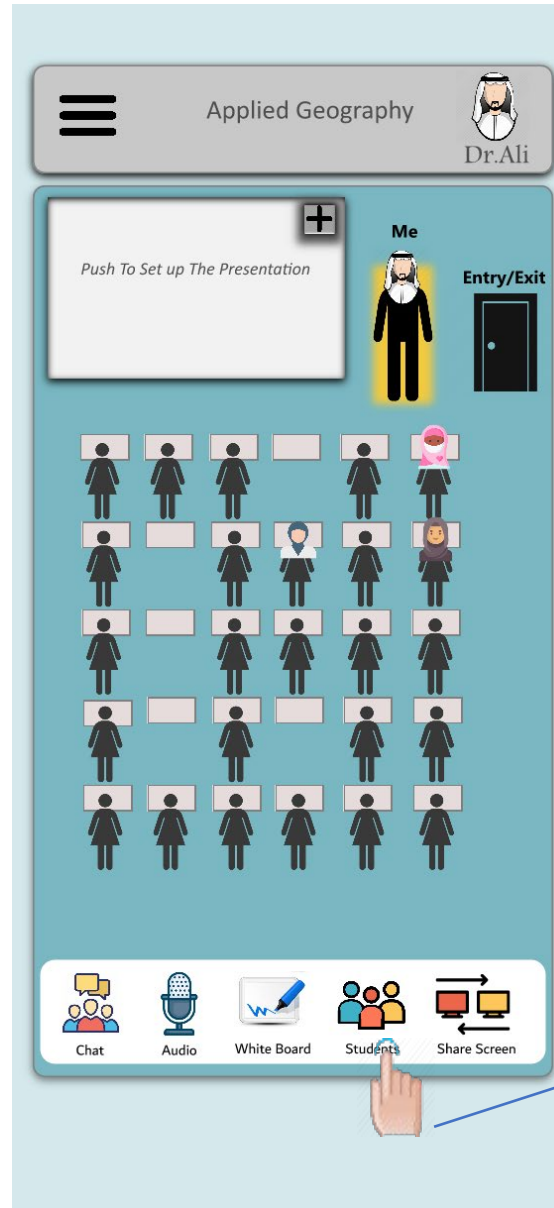 Applied Geography
Dr.Ali
Push To Set up The Presentation
Me
Entry/Exit
Chat
Audio
White Board
Students
Share Screen